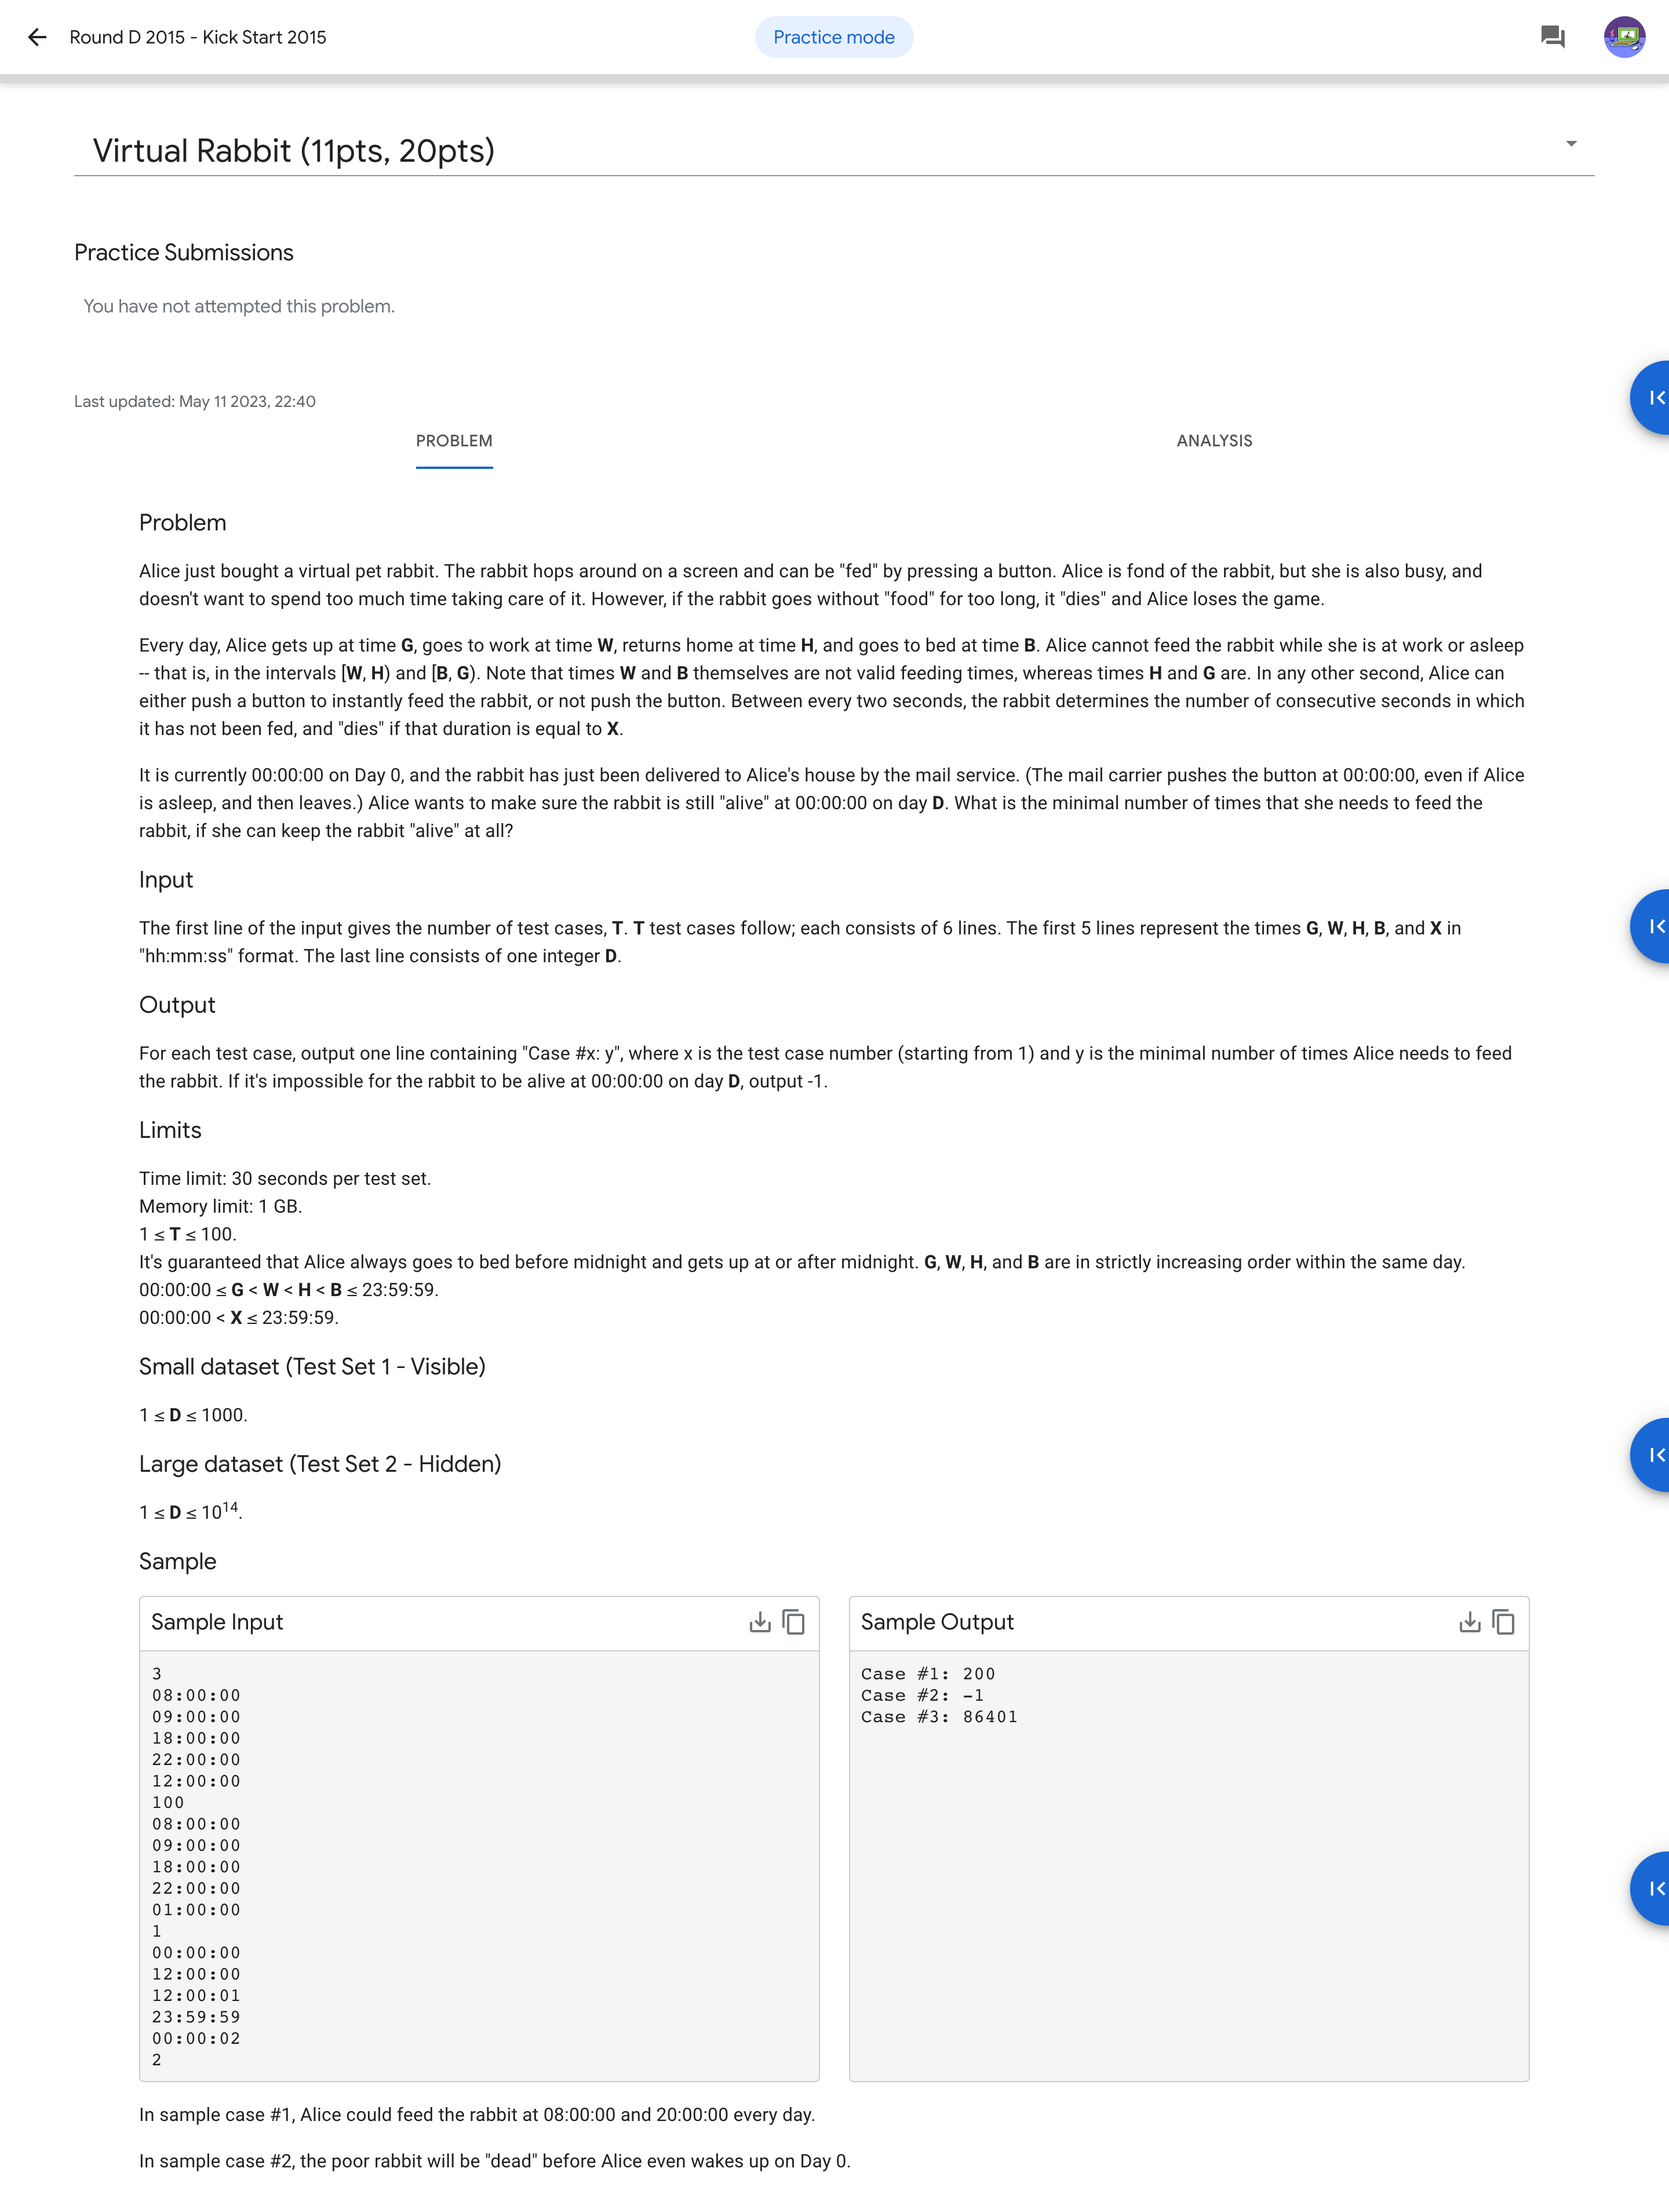 Round D 2015 - Kick Start 2015
Practice mode
Virtual Rabbit (11pts, 20pts)
Practice Submissions
You have not attempted this problem.
Last updated: May 11 2023, 22:40
PROBLEM
ANALYSIS
Problem
Alice just bought a virtual pet rabbit. The rabbit hops around on a screen and can be "fed" by pressing a button. Alice is fond of the rabbit, but she is also busy, and
doesn't want to spend too much time taking care of it. However, if the rabbit goes without "food" for too long, it "dies" and Alice loses the game.
Every day, Alice gets up at time G, goes to work at time W, returns home at time H, and goes to bed at time B. Alice cannot feed the rabbit while she is at work or asleep
-- that is, in the intervals [W, H) and [B, G). Note that times W and B themselves are not valid feeding times, whereas times H and G are. In any other second, Alice can
either push a button to instantly feed the rabbit, or not push the button. Between every two seconds, the rabbit determines the number of consecutive seconds in which
it has not been fed, and "dies" if that duration is equal to X.
It is currently 00:00:00 on Day 0, and the rabbit has just been delivered to Alice's house by the mail service. (The mail carrier pushes the button at 00:00:00, even if Alice
is asleep, and then leaves.) Alice wants to make sure the rabbit is still "alive" at 00:00:00 on day D. What is the minimal number of times that she needs to feed the
rabbit, if she can keep the rabbit "alive" at all?
Input
The first line of the input gives the number of test cases, T. T test cases follow; each consists of 6 lines. The first 5 lines represent the times G, W, H, B, and X in
"hh:mm:ss" format. The last line consists of one integer D.
Output
For each test case, output one line containing "Case #x: y", where x is the test case number (starting from 1) and y is the minimal number of times Alice needs to feed
the rabbit. If it's impossible for the rabbit to be alive at 00:00:00 on day D, output -1.
Limits
Time limit: 30 seconds per test set.
Memory limit: 1 GB.
1 ≤ T ≤ 100.
It's guaranteed that Alice always goes to bed before midnight and gets up at or after midnight. G, W, H, and B are in strictly increasing order within the same day.
00:00:00 ≤ G < W < H < B ≤ 23:59:59.
00:00:00 < X ≤ 23:59:59.
Small dataset (Test Set 1 - Visible)
1 ≤ D ≤ 1000.
Large dataset (Test Set 2 - Hidden)
1 ≤ D ≤ 10^14.
Sample
Sample Input
3
08:00:00
09:00:00
18:00:00
22:00:00
12:00:00
100
08:00:00
09:00:00
18:00:00
22:00:00
01:00:00
1
00:00:00
12:00:00
12:00:01
23:59:59
00:00:02
2
Sample Output
Case #1: 200
Case #2: -1
Case #3: 86401
In sample case #1, Alice could feed the rabbit at 08:00:00 and 20:00:00 every day.
In sample case #2, the poor rabbit will be "dead" before Alice even wakes up on Day 0.